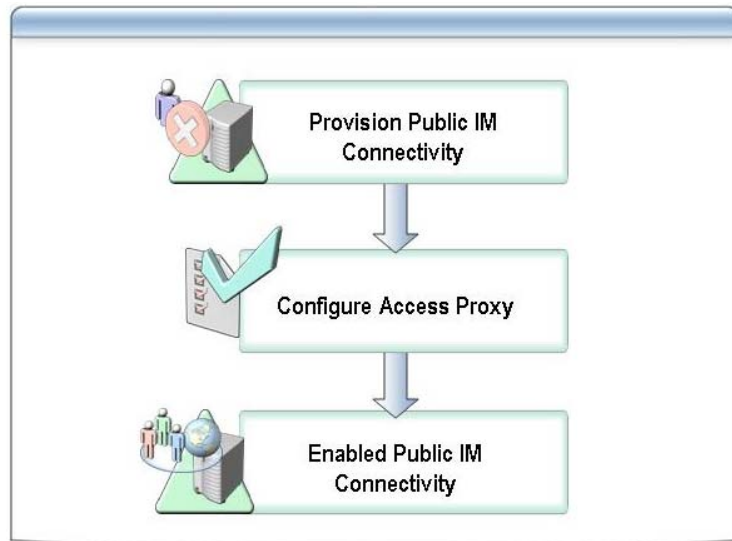 Provision Public IM
Connectivity
Configure Access Proxy
Enabled Public IM
Connectivity